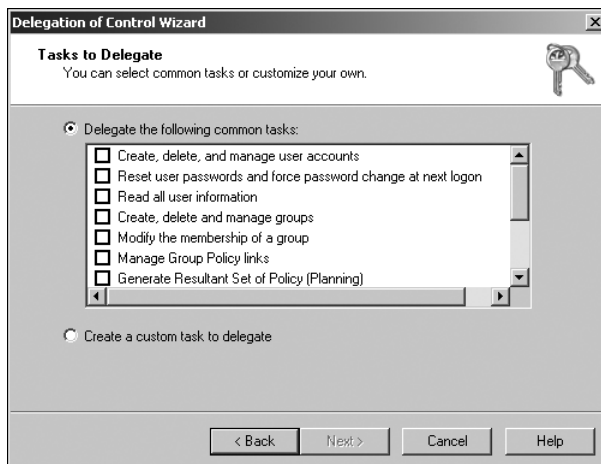 Delegation of Control Wizard
Tasks to Delegate
You can select common tasks or customize your own.
Delegate the following common tasks:
Create, delete, and manage user accounts
Reset user passwords and force password change at next logon
Read all user information
Create, delete and manage groups
Modify the membership of a group
Manage Group Policy links
Generate Resultant Set of Policy (Planning)
Create a custom task to delegate
< Back Next > Cancel Help